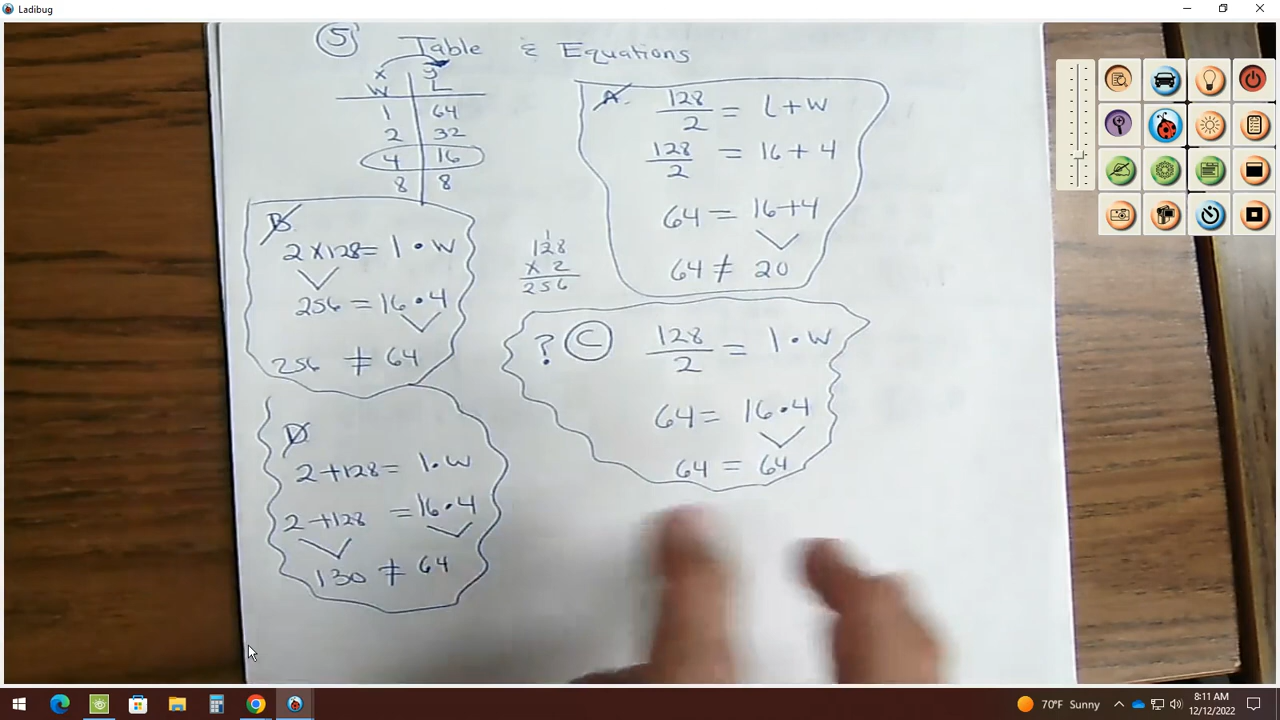 Ladibug
5 Table & Equations
x y
W L
1 64
2 32
4 16
8 8
A.
128/2 = L+W
128/2 = 16+4
64 = 16+4
64 ≠ 20
B
2×128= l•W
256 = 16•4
256 ≠ 64
1
128
x 2
256
? C
128/2 = l•W
64= 16•4
64 = 64
D
2+128= l•W
2+128 =16•4
130 ≠ 64
70°F Sunny
8:11 AM
12/12/2022